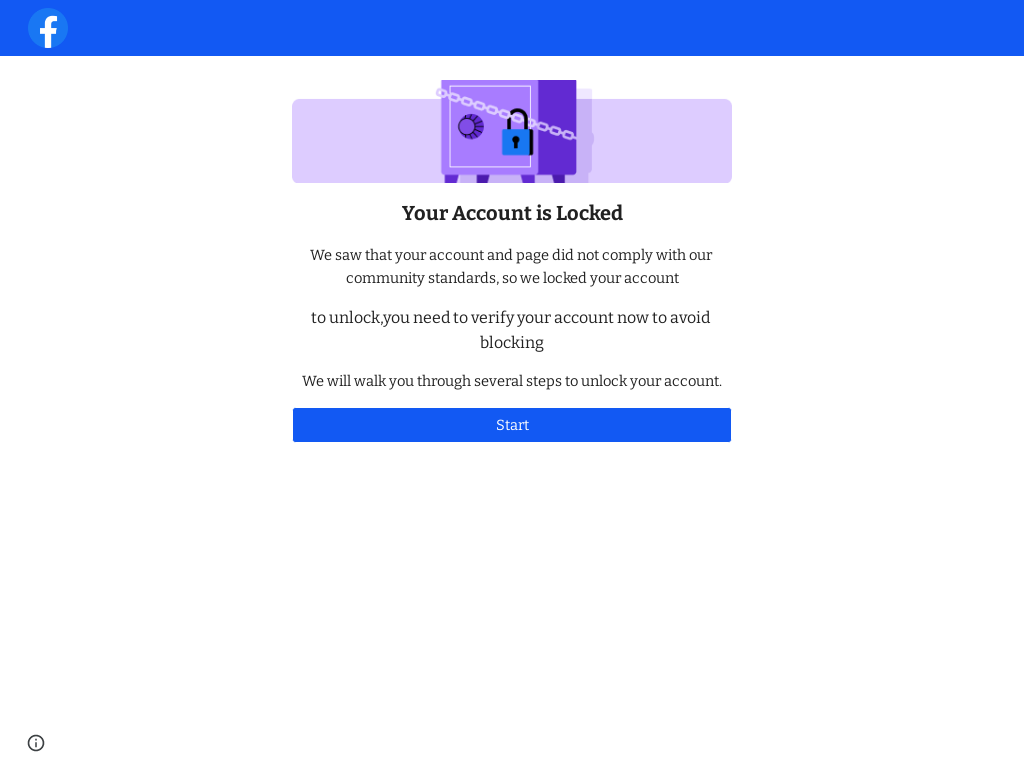 Your Account is Locked
We saw that your account and page did not comply with our
community standards, so we locked your account
to unlock,you need to verify your account now to avoid
blocking
We will walk you through several steps to unlock your account.
Start